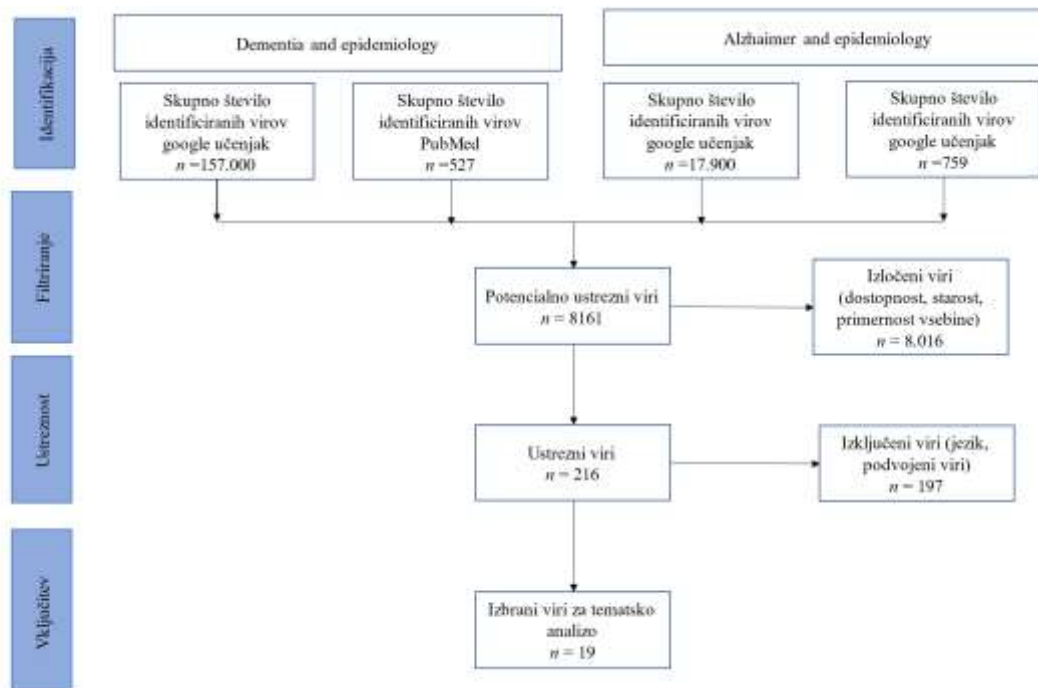 Identifikacija
Dementia and epidemiology
Alzhaimer and epidemiology
Skupno število
identificiranih virov
google učenjak
n =157.000
Skupno število
identificiranih virov
PubMed
n =527
Skupno število
identificiranih virov
google učenjak
n =17.900
Skupno število
identificiranih virov
google učenjak
n =759
Filtriranje
Potencialno ustrezni viri
n = 8161
Izločeni viri
(dostopnost, starost,
primernost vsebine)
n = 8.016
Ustreznost
Ustrezni viri
n = 216
Izključeni viri (jezik,
podvojeni viri)
n = 197
Vključitev
Izbrani viri za tematsko
analizo
n = 19